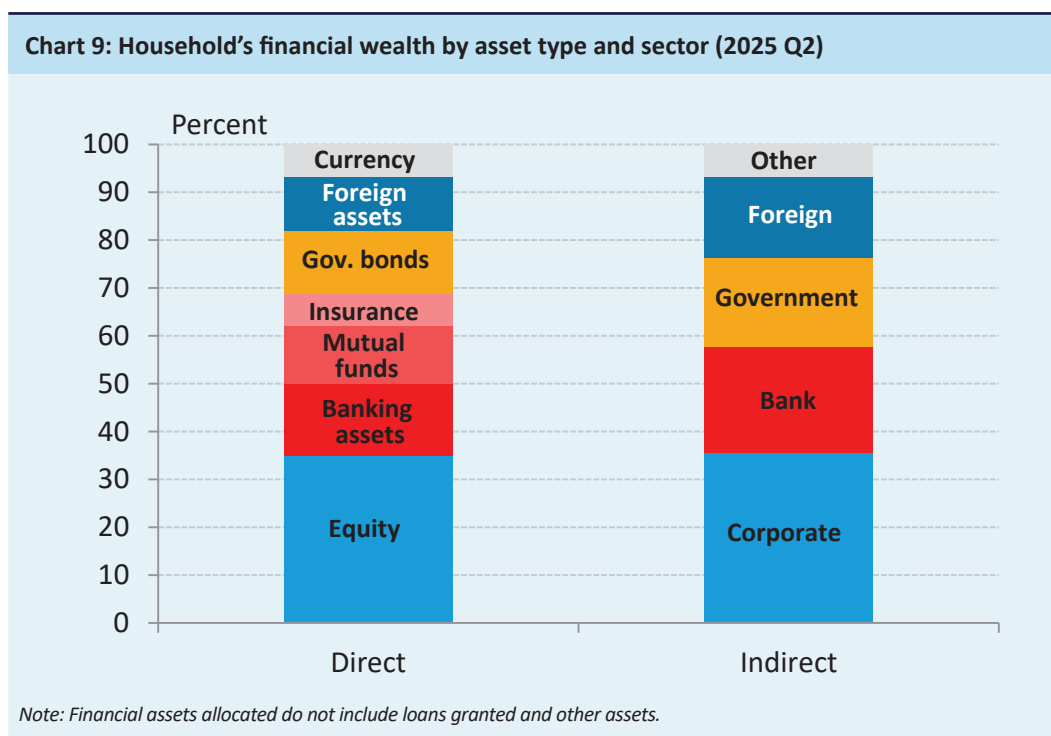 Chart 9: Household's financial wealth by asset type and sector (2025 Q2)
Percent
100
90
80
70
60
50
40
30
20
10
0
Currency
Foreign
assets
Gov. bonds
Insurance
Mutual
funds
Banking
assets
Equity
Other
Foreign
Government
Bank
Corporate
Direct
Indirect
Note: Financial assets allocated do not include loans granted and other assets.